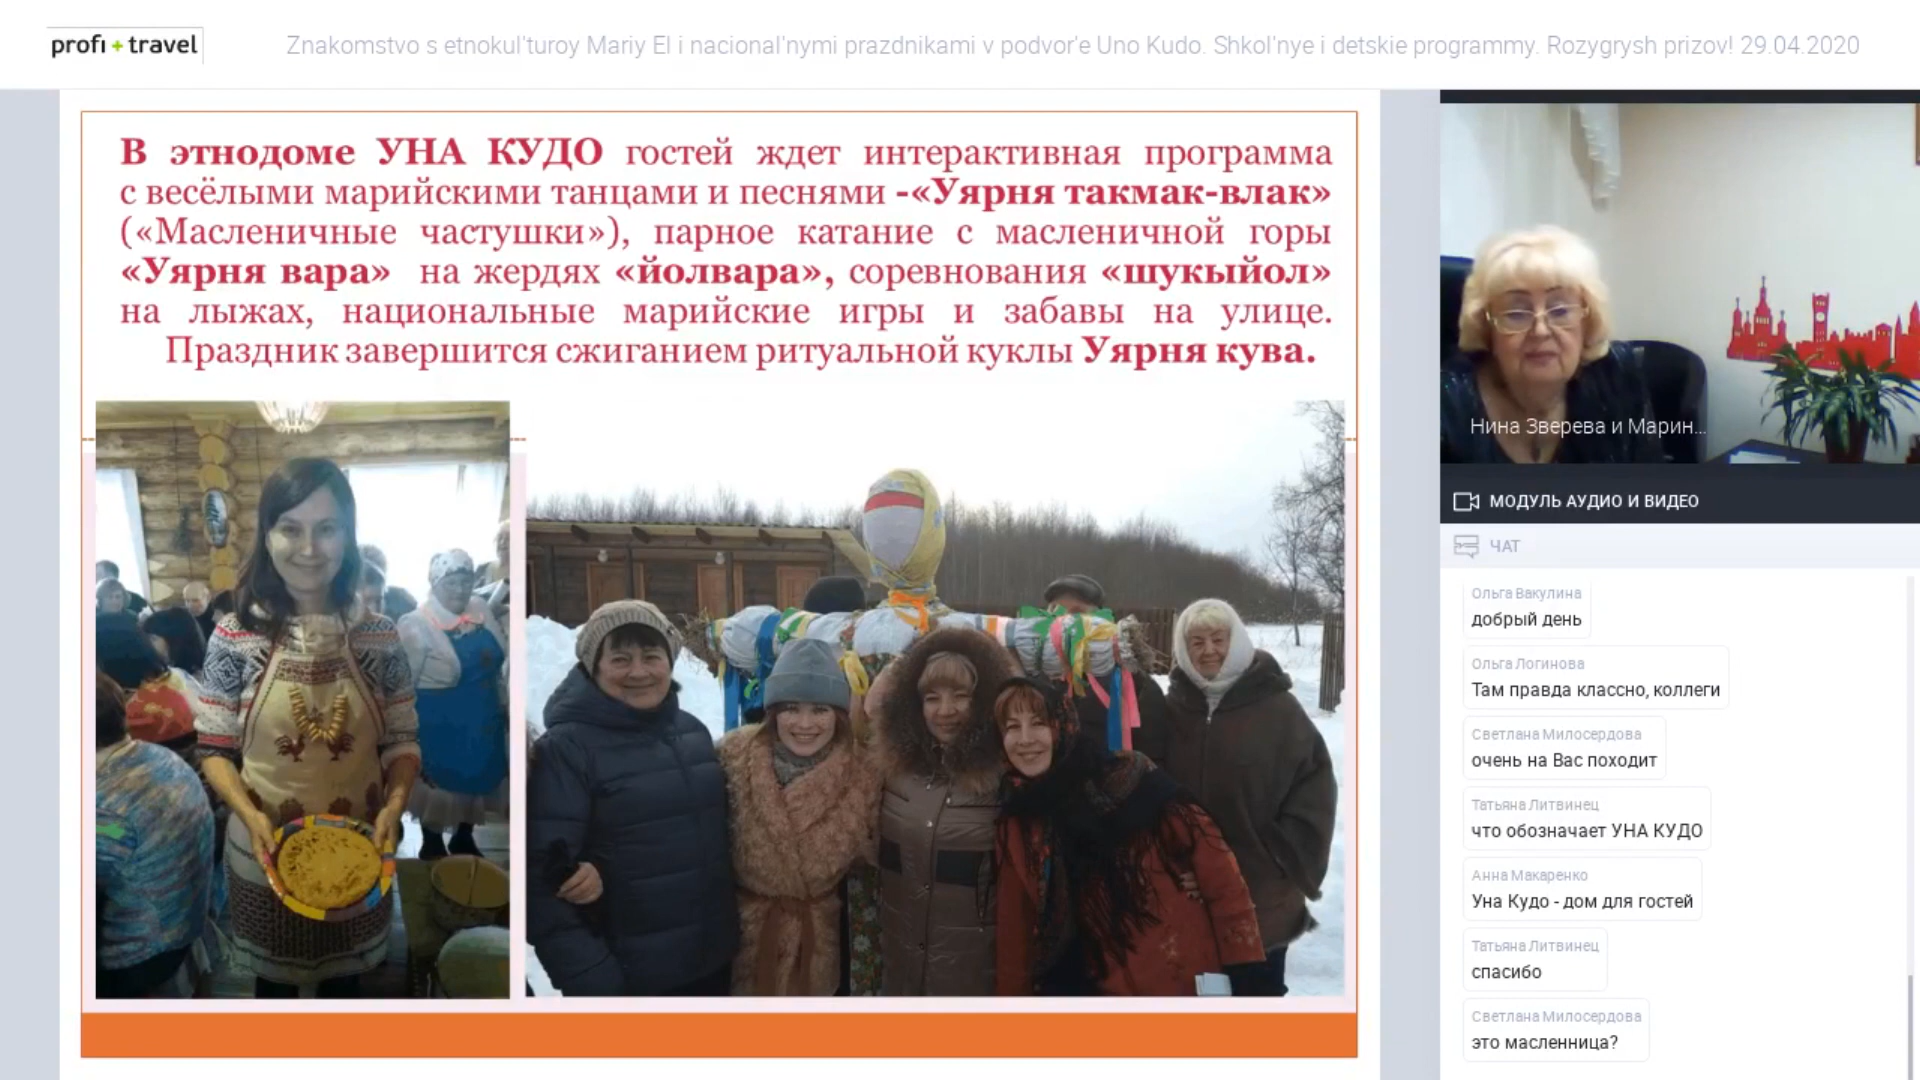 profi + travel
Znakomstvo s etnokul'turoy Mariy El i nacional'nymi prazdnikami v podvor'e Uno Kudo. Shkol'nye i detskie programmy. Rozygrysh prizov! 29.04.2020
В этнодоме УНА КУДО гостей ждет интерактивная программа
с весёлыми марийскими танцами и песнями -«Уярня такмак-влак»
(«Масленичные частушки»), парное катание с масленичной горы
«Уярня вара» на жердях «йолвара», соревнования «шукыйол»
на лыжах, национальные марийские игры и забавы на улице.
Праздник завершится сжиганием ритуальной куклы Уярня кува.
Нина Зверева и Марин...
МОДУЛЬ АУДИО И ВИДЕО
ЧАТ
Ольга Вакулина
добрый день
Ольга Логинова
Там правда классно, коллеги
Светлана Милосердова
очень на Вас походит
Татьяна Литвинец
что обозначает УНА КУДО
Анна Макаренко
Уна Кудо - дом для гостей
Татьяна Литвинец
спасибо
Светлана Милосердова
это масленница?